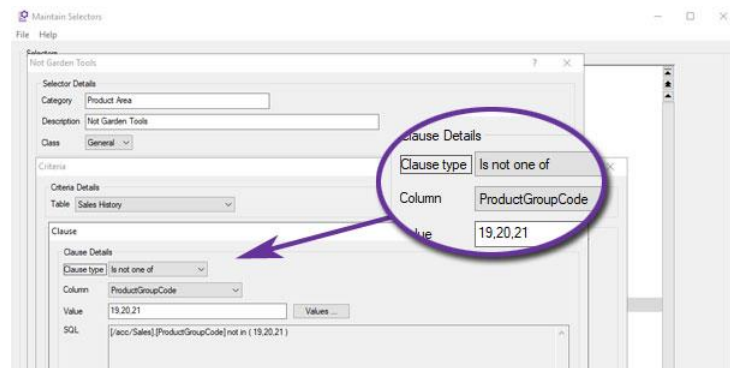 Maintain Selectors
File Help
Selectors
Not Garden Tools ? ×
Selector Details
Category Product Area
Description Not Garden Tools
Class General
Criteria
Criteria Details
Table Sales History
Clause
Clause Details
Clause type Is not one of
Column ProductGroupCode
Value 19,20,21 Values ...
SQL [/acc/Sales].[ProductGroupCode] not in ( 19,20,21 )
Clause Details
Clause type Is not one of
Column ProductGroupCode
Value 19,20,21